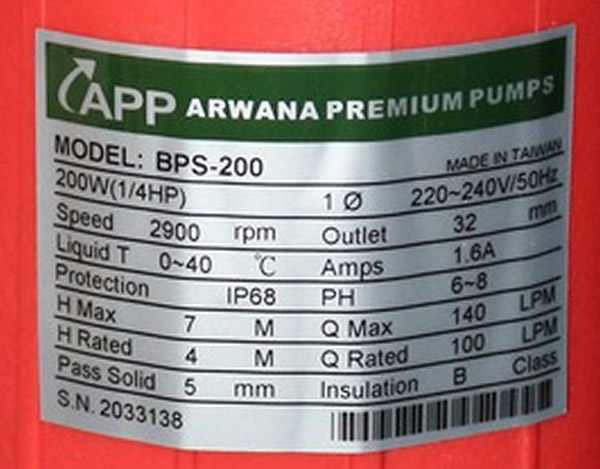 APP ARWANA PREMIUM PUMPS
MODEL: BPS-200 MADE IN TAIWAN
200W(1/4HP) 1 Ø 220~240V/50Hz
Speed 2900 rpm Outlet 32 mm
Liquid T 0~40 ℃ Amps 1.6A
Protection IP68 PH 6~8
H Max 7 M Q Max 140 LPM
H Rated 4 M Q Rated 100 LPM
Pass Solid 5 mm Insulation B Class
S.N. 2033138